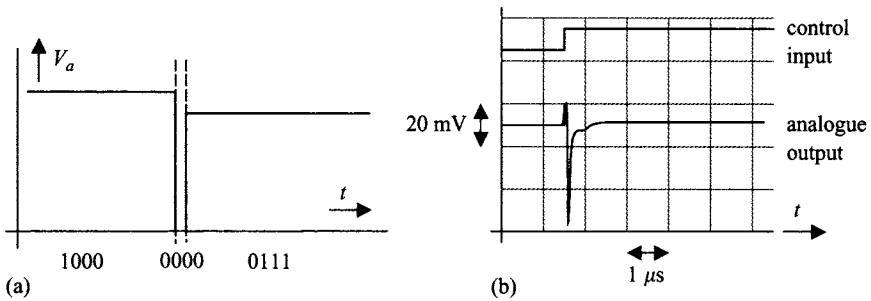 V_a
t
1000 0000 0111
(a)
control
input
20 mV
analogue
output
t
1 μs
(b)